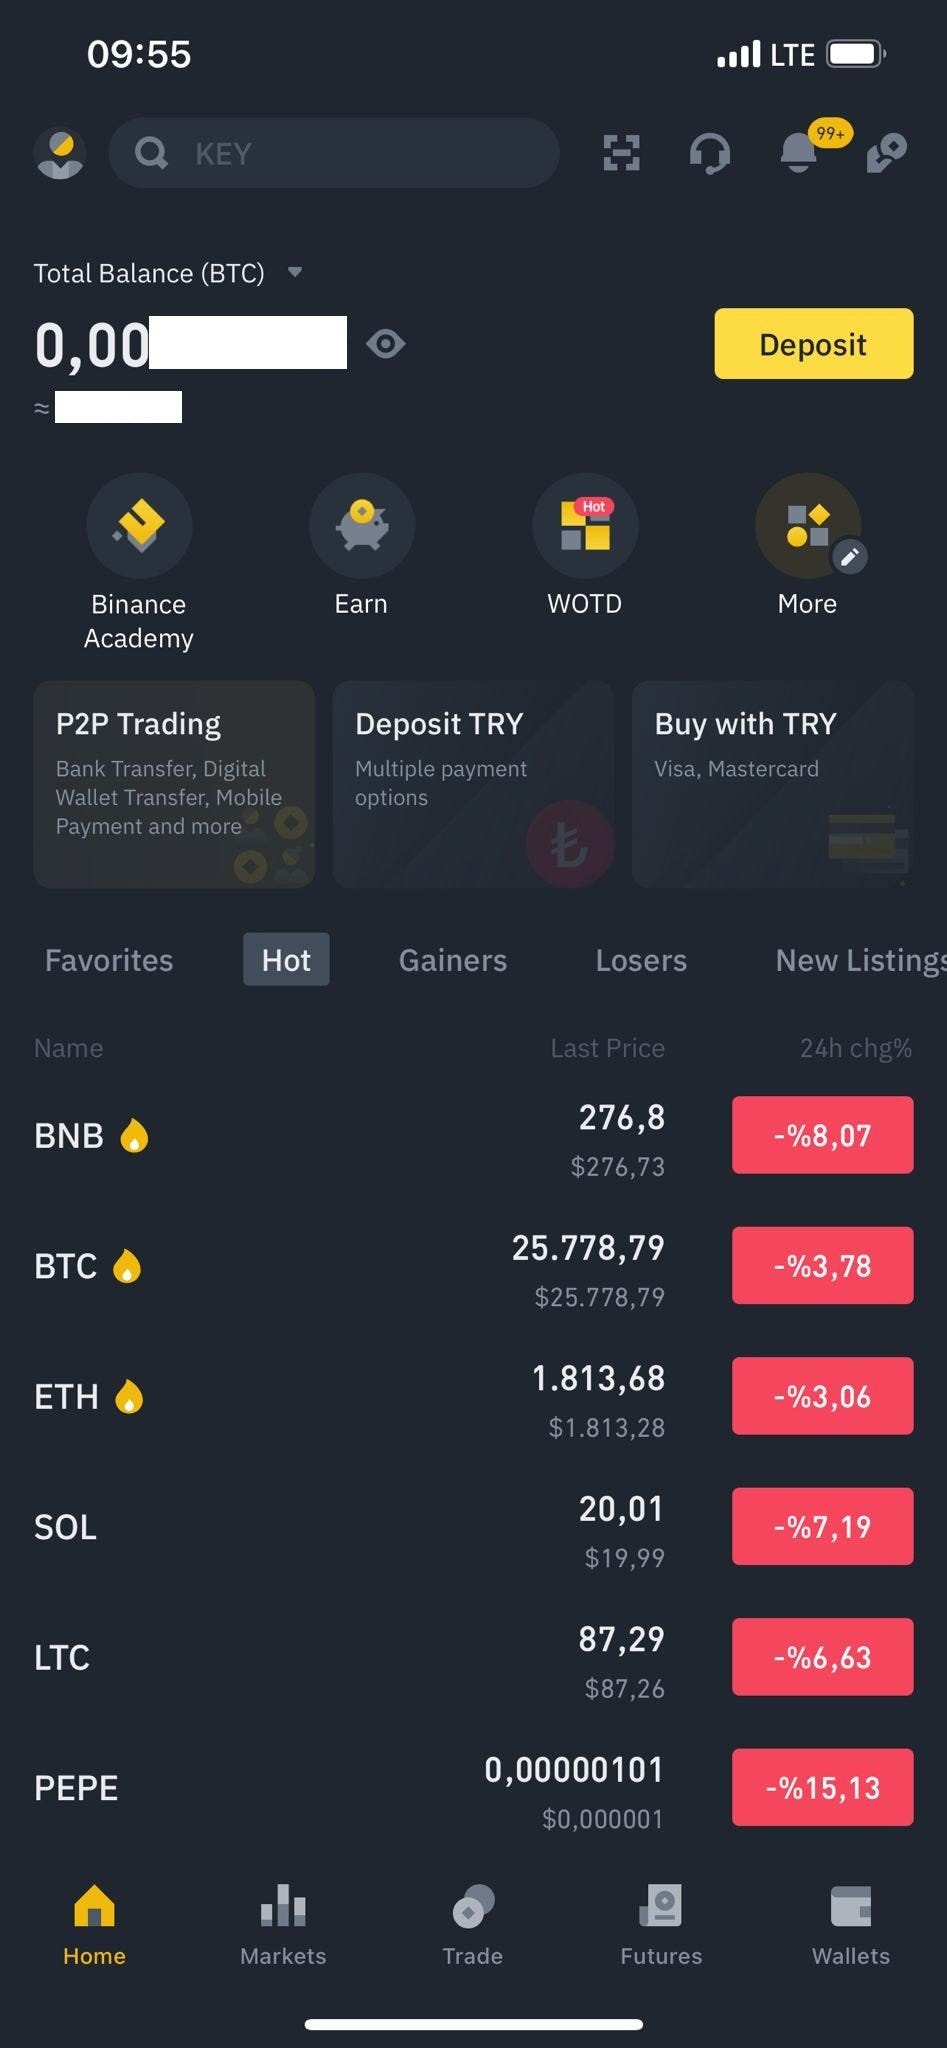 09:55 LTE
KEY 99+
Total Balance (BTC)
0,00
Deposit
≈
Hot
Binance Academy
Earn
WOTD
More
P2P Trading
Bank Transfer, Digital
Wallet Transfer, Mobile
Payment and more
Deposit TRY
Multiple payment
options
₺
Buy with TRY
Visa, Mastercard
Favorites Hot Gainers Losers New Listings
Name Last Price 24h chg%
BNB 276,8 -%8,07
$276,73
BTC 25.778,79 -%3,78
$25.778,79
ETH 1.813,68 -%3,06
$1.813,28
SOL 20,01 -%7,19
$19,99
LTC 87,29 -%6,63
$87,26
PEPE 0,00000101 -%15,13
$0,000001
Home Markets Trade Futures Wallets